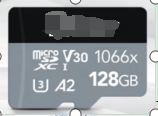 micro SD XC I V30 1066x
U3 A2 128GB